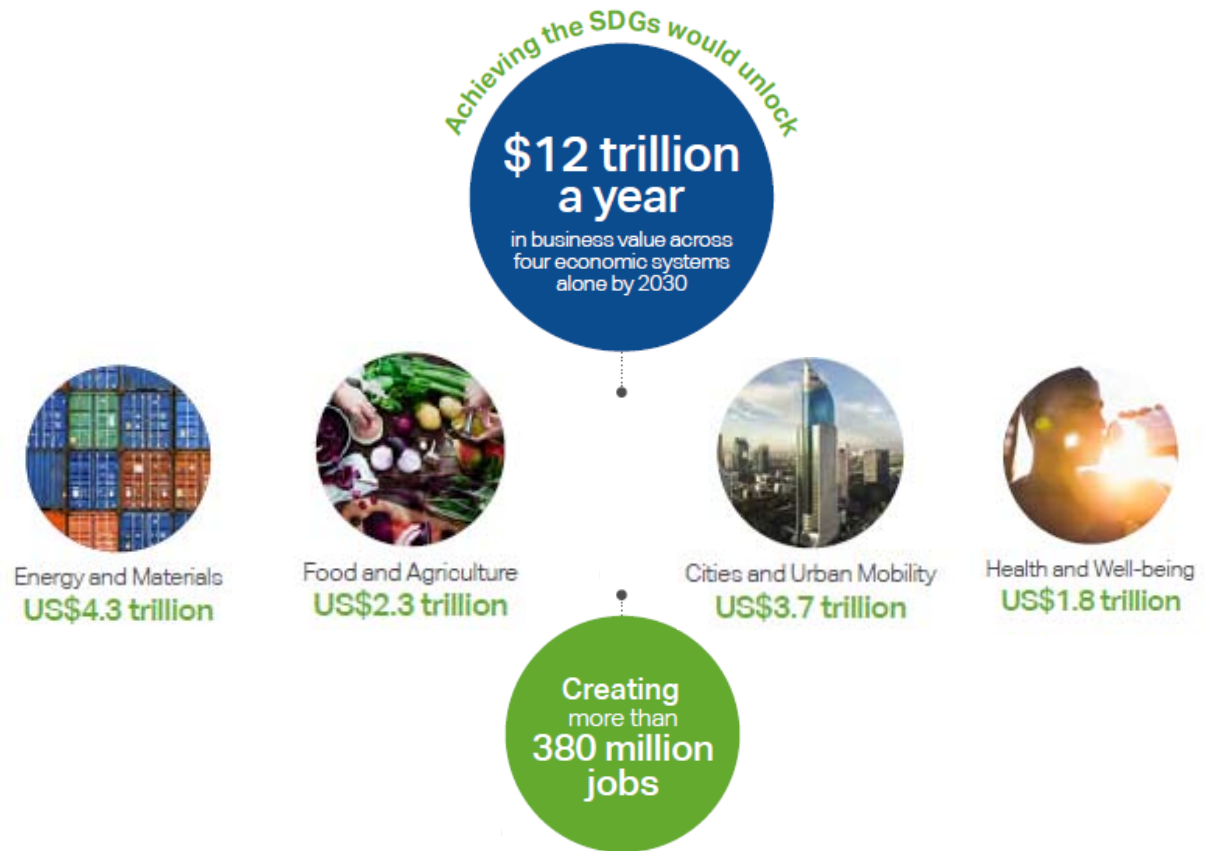 Achieving the SDGs would unlock
$12 trillion
a year
in business value across
four economic systems
alone by 2030
Energy and Materials
US$4.3 trillion
Food and Agriculture
US$2.3 trillion
Cities and Urban Mobility
US$3.7 trillion
Health and Well-being
US$1.8 trillion
Creating
more than
380 million
jobs